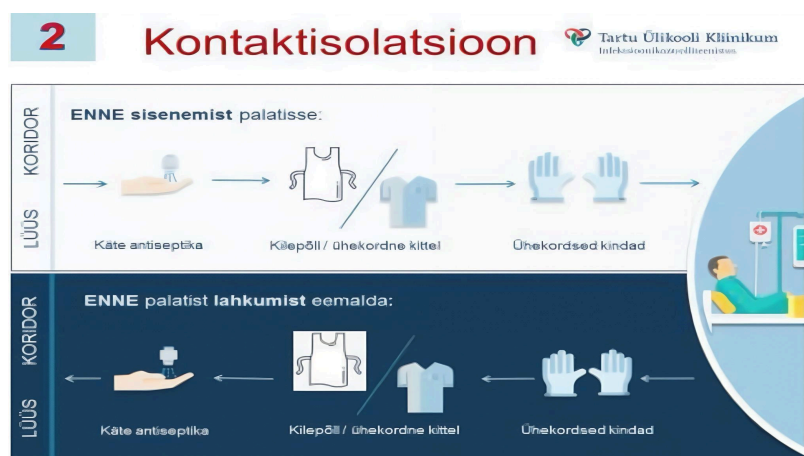 2
Kontaktisolatsioon
Tartu Ülikooli Kliinikum
Infektsioonikontrolliteenistus
KORIDOR
LÜÜS
ENNE sisenemist palatisse:
Käte antiseptika
Kilepõll / ühekordne kittel
Ühekordsed kindad
KORIDOR
LÜÜS
ENNE palatist lahkumist eemalda:
Käte antiseptika
Kilepõll / ühekordne kittel
Ühekordsed kindad